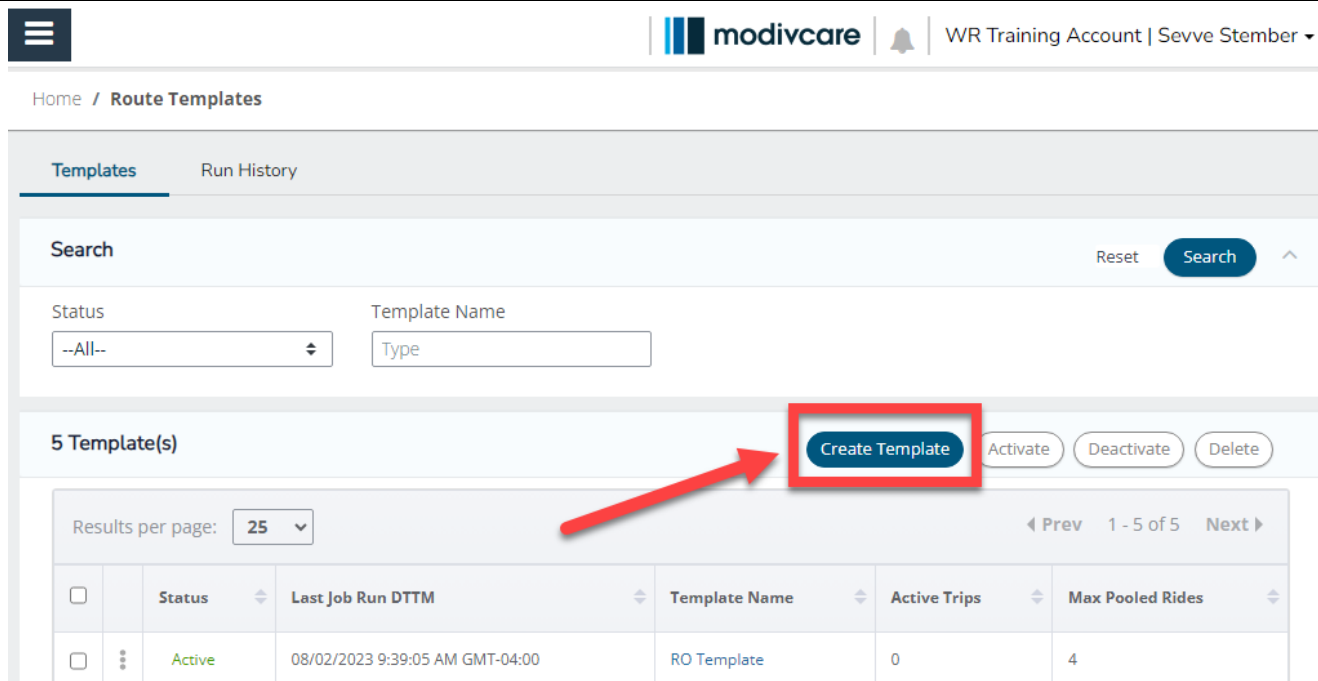 modivcare
WR Training Account | Sevve Stember
Home / Route Templates
Templates Run History
Search
Reset Search
Status Template Name
--All-- Type
5 Template(s)
Create Template Activate Deactivate Delete
Results per page: 25
Prev 1 - 5 of 5 Next
Status Last Job Run DTTM Template Name Active Trips Max Pooled Rides
Active 08/02/2023 9:39:05 AM GMT-04:00 RO Template 0 4